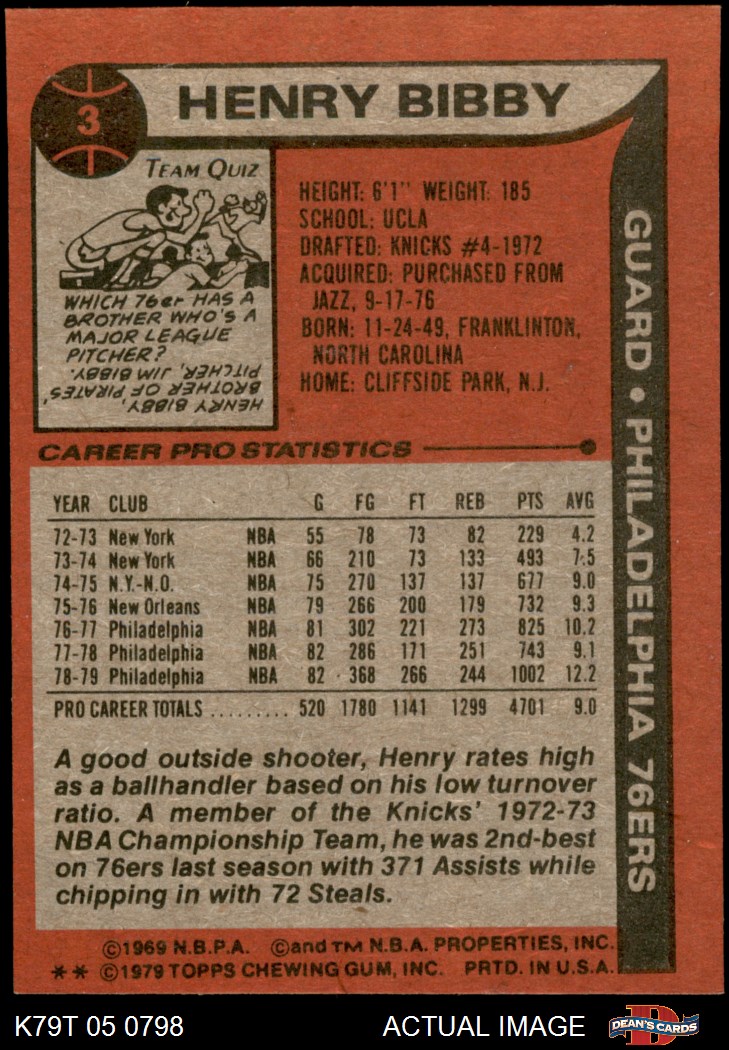 3
HENRY BIBBY
TEAM QUIZ
WHICH 76er HAS A
BROTHER WHO'S A
MAJOR LEAGUE
PITCHER?
HENRY BIBBY,
BROTHER OF PIRATES'
PITCHER, JIM BIBBY.
HEIGHT: 6'1" WEIGHT: 185
SCHOOL: UCLA
DRAFTED: KNICKS #4-1972
ACQUIRED: PURCHASED FROM
JAZZ, 9-17-76
BORN: 11-24-49, FRANKLINTON,
NORTH CAROLINA
HOME: CLIFFSIDE PARK, N.J.
GUARD • PHILADELPHIA 76ERS
CAREER PRO STATISTICS
YEAR CLUB G FG FT REB PTS AVG
72-73 New York NBA 55 78 73 82 229 4.2
73-74 New York NBA 66 210 73 133 493 7.5
74-75 N.Y.-N.O. NBA 75 270 137 137 677 9.0
75-76 New Orleans NBA 79 266 200 179 732 9.3
76-77 Philadelphia NBA 81 302 221 273 825 10.2
77-78 Philadelphia NBA 82 286 171 251 743 9.1
78-79 Philadelphia NBA 82 368 266 244 1002 12.2
PRO CAREER TOTALS .......... 520 1780 1141 1299 4701 9.0
A good outside shooter, Henry rates high
as a ballhandler based on his low turnover
ratio. A member of the Knicks' 1972-73
NBA Championship Team, he was 2nd-best
on 76ers last season with 371 Assists while
chipping in with 72 Steals.
©1969 N.B.P.A. ©and TM N.B.A. PROPERTIES, INC.
** ©1979 TOPPS CHEWING GUM, INC. PRTD. IN U.S.A.
K79T 05 0798 ACTUAL IMAGE DEAN'S CARDS